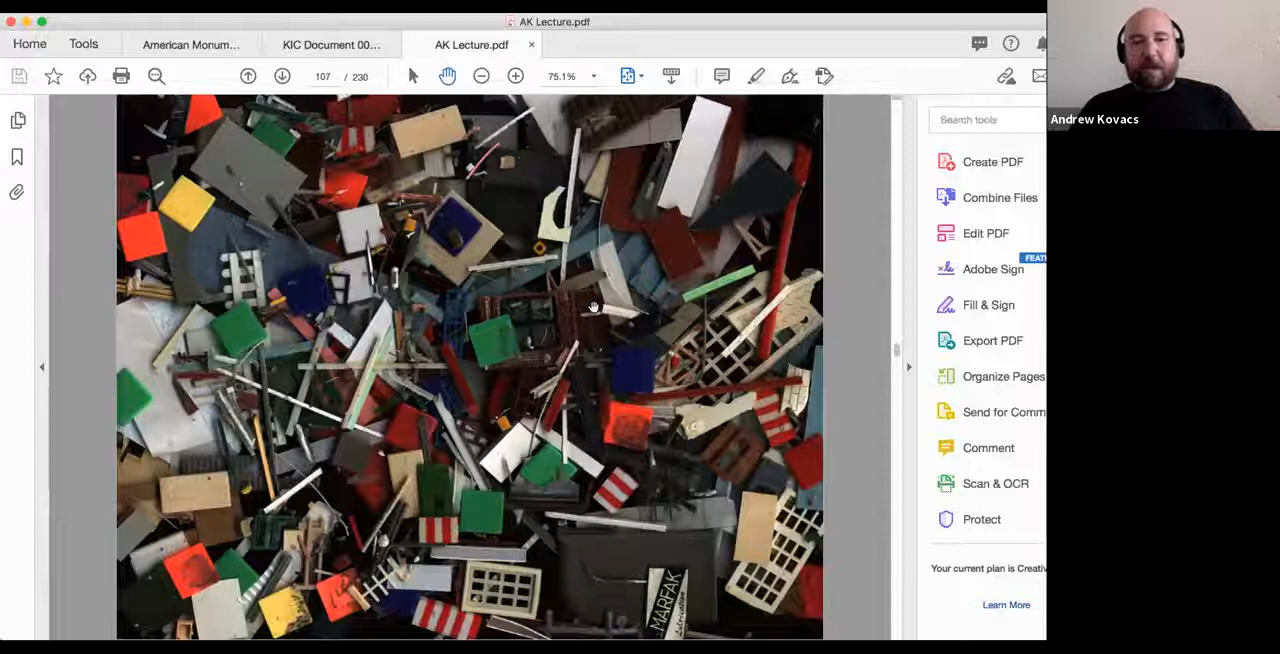 AK Lecture.pdf
Home
Tools
American Monum...
KIC Document 00...
AK Lecture.pdf
107 / 230
75.1%
Search tools
Create PDF
Combine Files
Edit PDF
FEAT
Adobe Sign
Fill & Sign
Export PDF
Organize Pages
Send for Comm
Comment
Scan & OCR
Protect
Your current plan is Creativ
Learn More
Andrew Kovacs
MARFAK
Lubrication